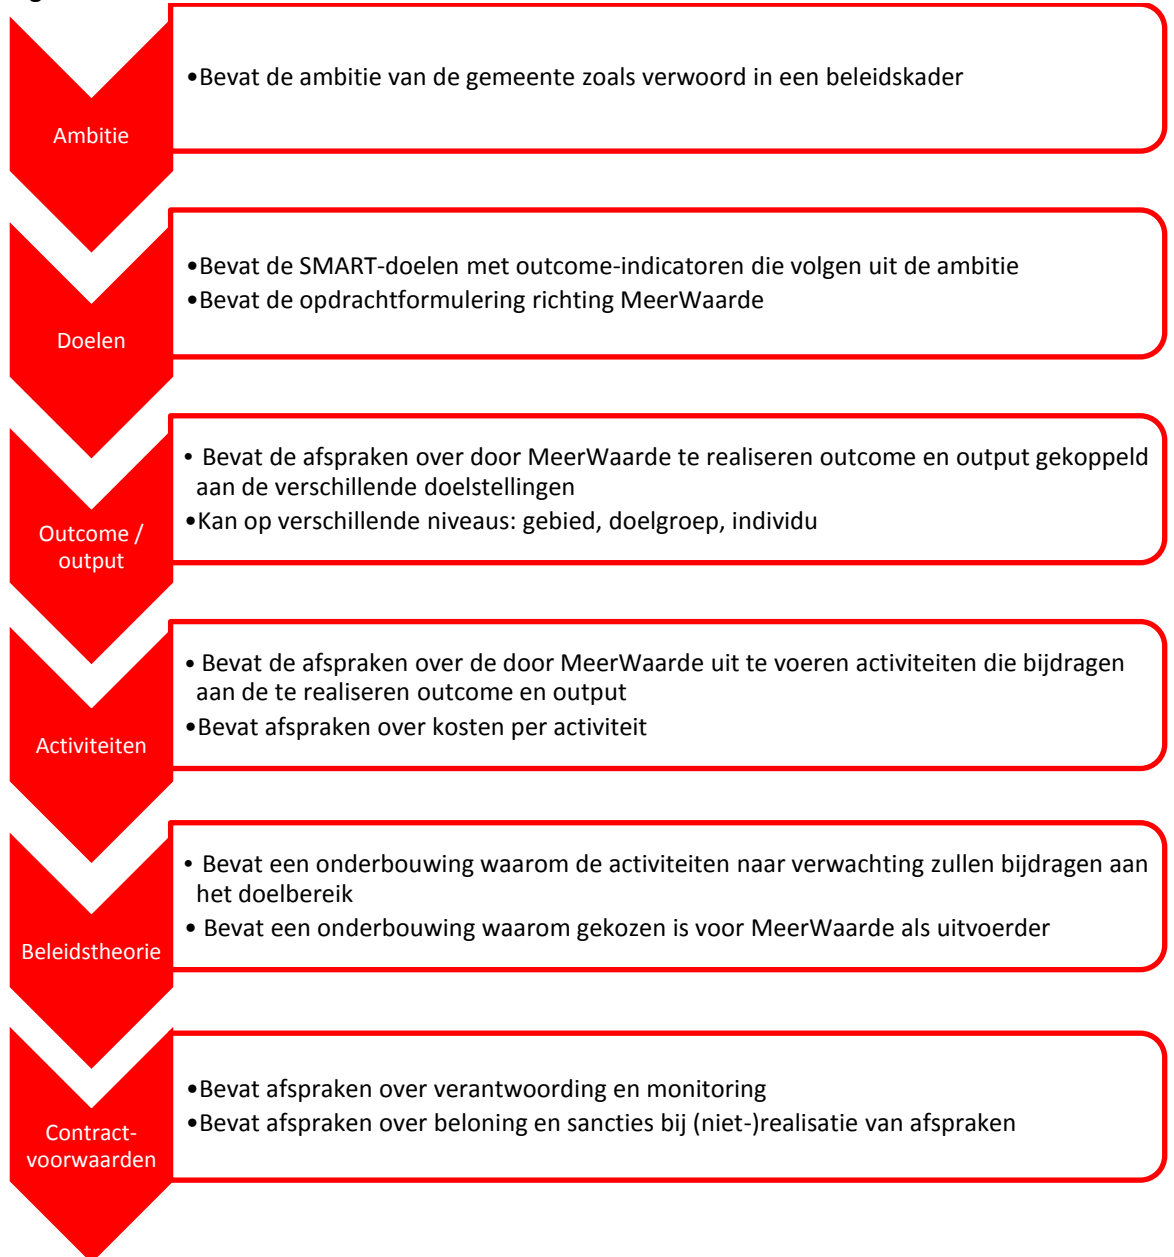 Ambitie
•Bevat de ambitie van de gemeente zoals verwoord in een beleidskader
Doelen
•Bevat de SMART-doelen met outcome-indicatoren die volgen uit de ambitie
•Bevat de opdrachtformulering richting MeerWaarde
Outcome /
output
• Bevat de afspraken over door MeerWaarde te realiseren outcome en output gekoppeld
aan de verschillende doelstellingen
•Kan op verschillende niveaus: gebied, doelgroep, individu
Activiteiten
• Bevat de afspraken over de door MeerWaarde uit te voeren activiteiten die bijdragen
aan de te realiseren outcome en output
•Bevat afspraken over kosten per activiteit
Beleidstheorie
• Bevat een onderbouwing waarom de activiteiten naar verwachting zullen bijdragen aan
het doelbereik
• Bevat een onderbouwing waarom gekozen is voor MeerWaarde als uitvoerder
Contract-
voorwaarden
•Bevat afspraken over verantwoording en monitoring
•Bevat afspraken over beloning en sancties bij (niet-)realisatie van afspraken